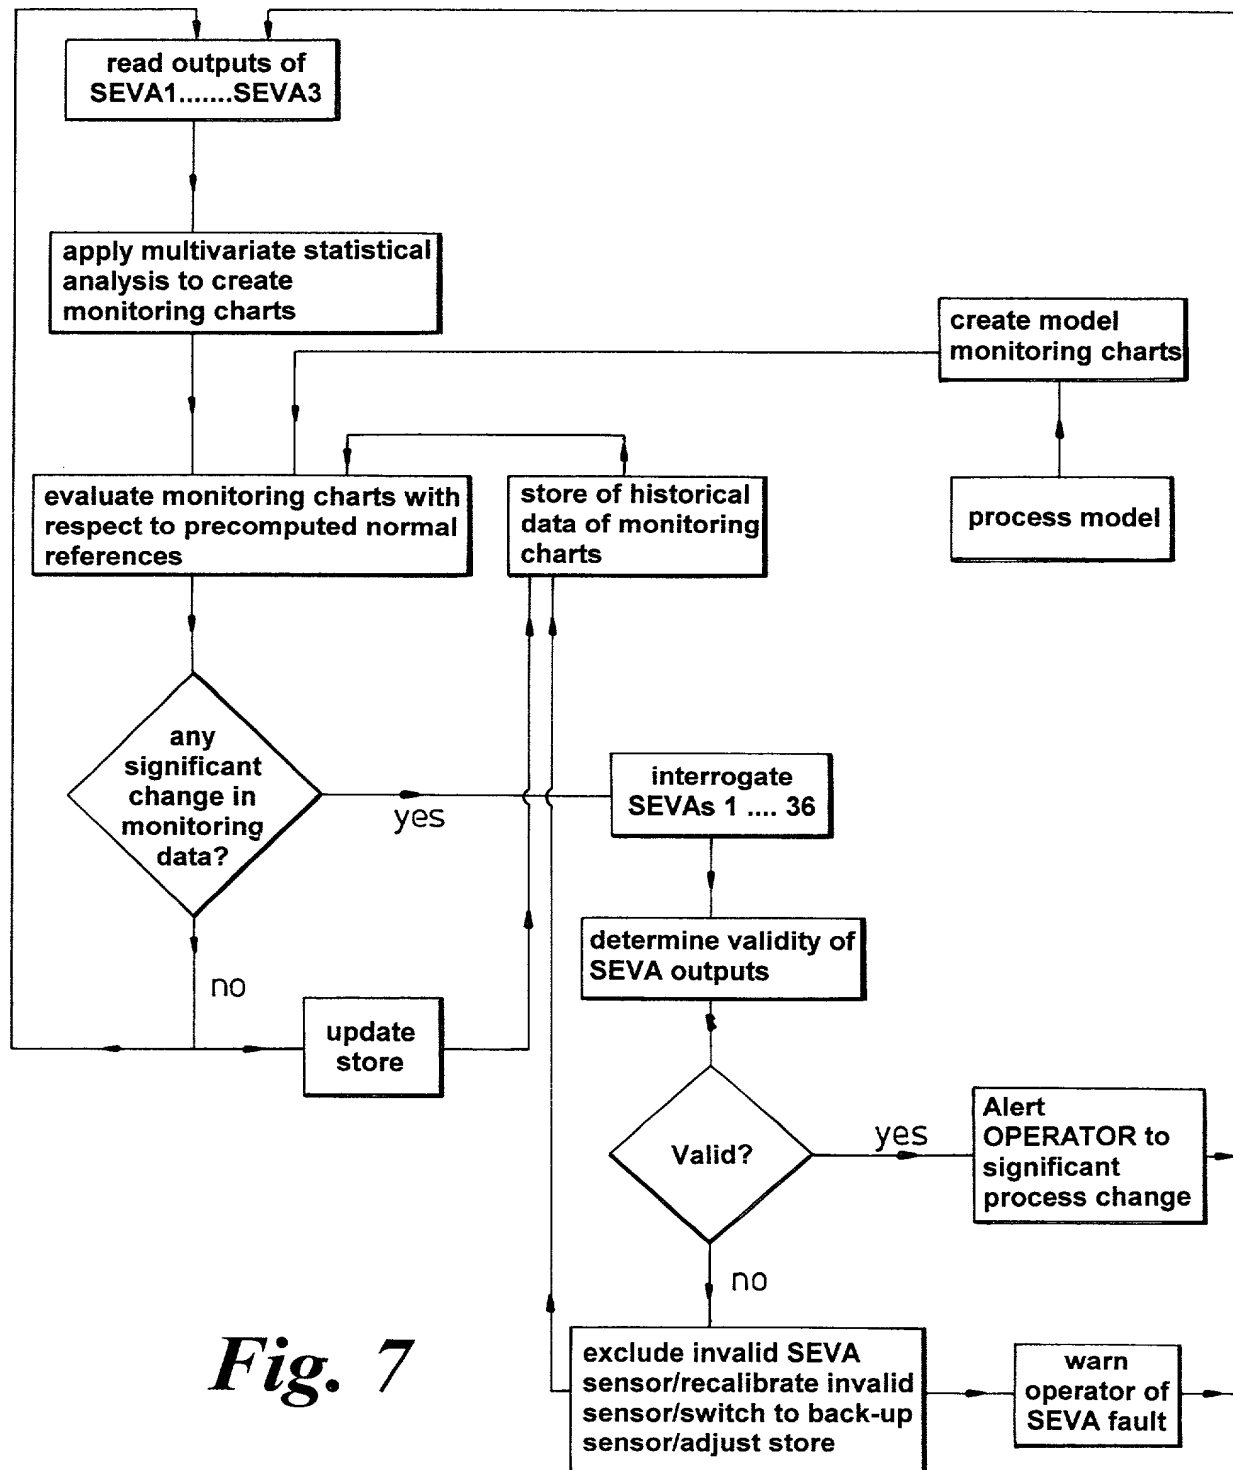 read outputs of
SEVA1.......SEVA3
apply multivariate statistical
analysis to create
monitoring charts
create model
monitoring charts
evaluate monitoring charts with
respect to precomputed normal
references
store of historical
data of monitoring
charts
process model
any
significant
change in
monitoring
data?
yes
interrogate
SEVAs 1 .... 36
determine validity of
SEVA outputs
no
update
store
Valid?
yes
Alert
OPERATOR to
significant
process change
no
exclude invalid SEVA
sensor/recalibrate invalid
sensor/switch to back-up
sensor/adjust store
warn
operator of
SEVA fault
Fig. 7